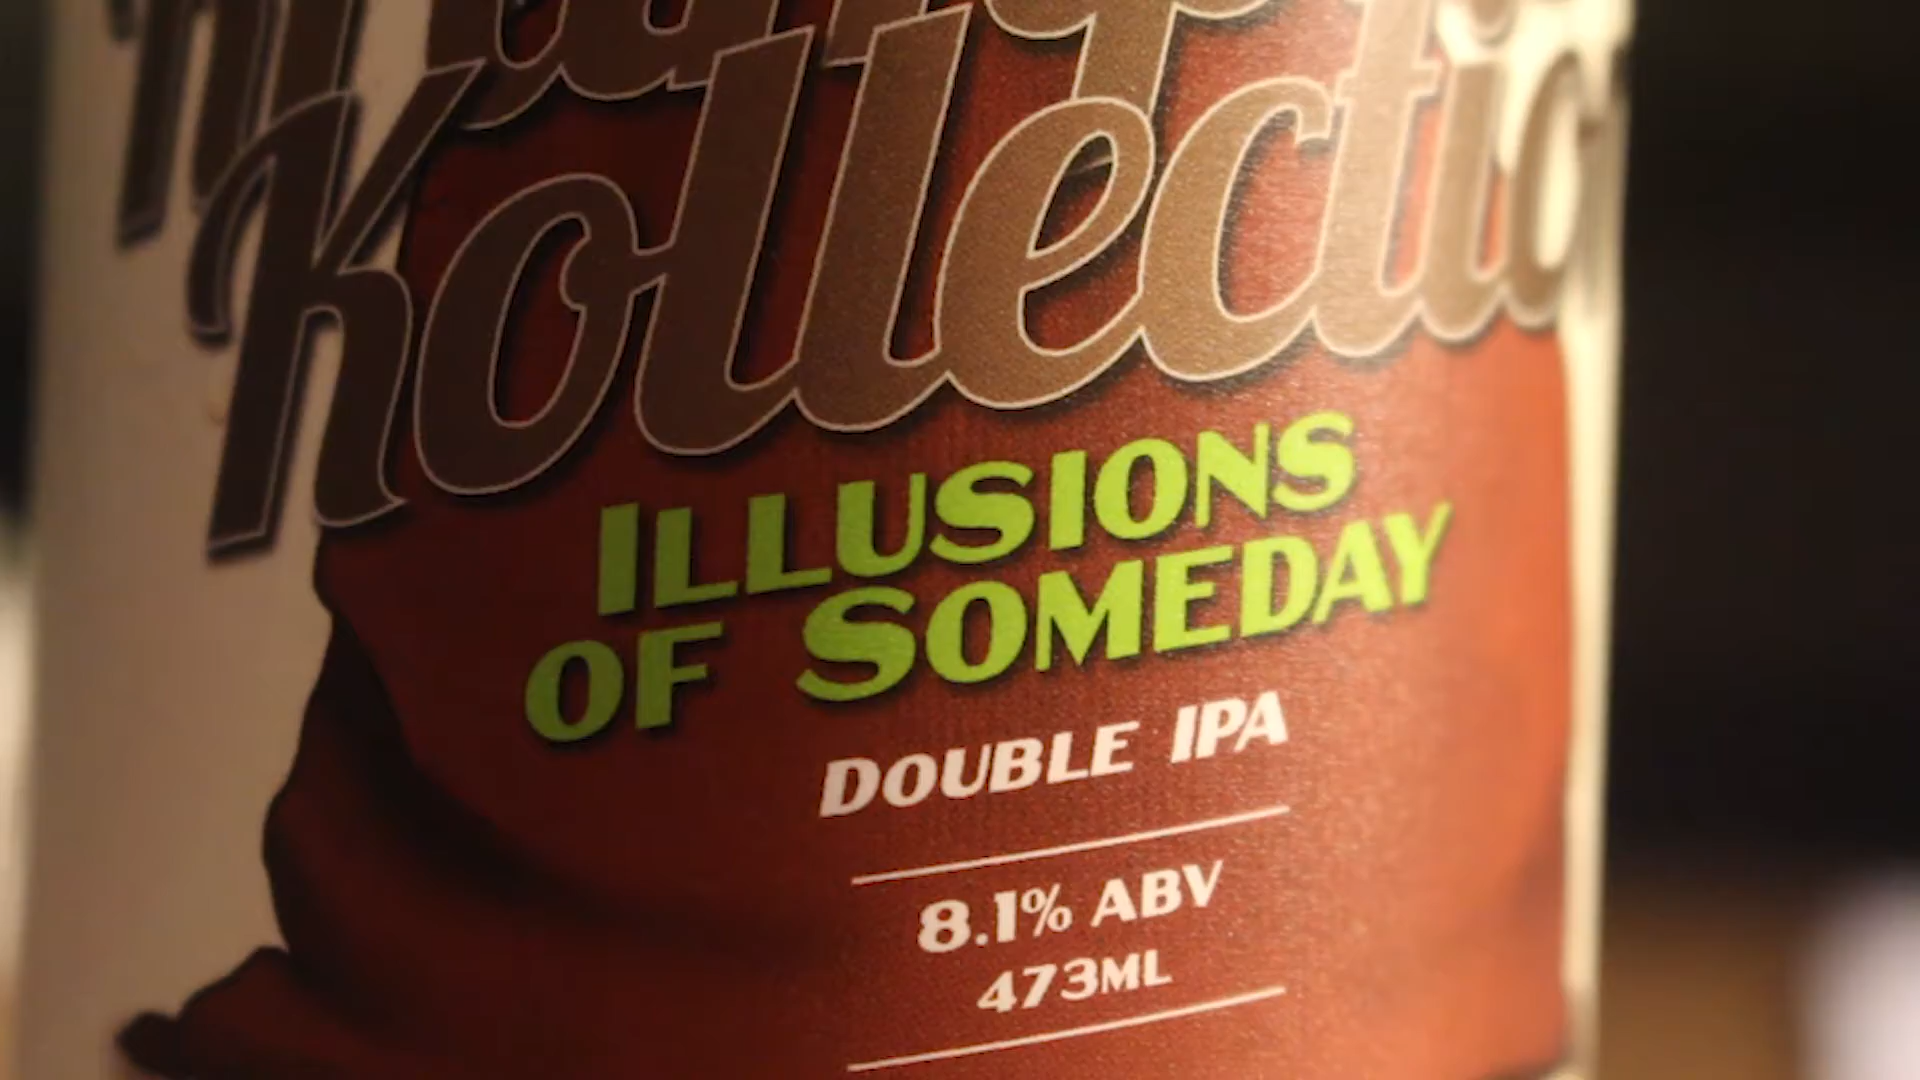 Kollectio
ILLUSIONS
OF SOMEDAY
DOUBLE IPA
8.1% ABV
473ML